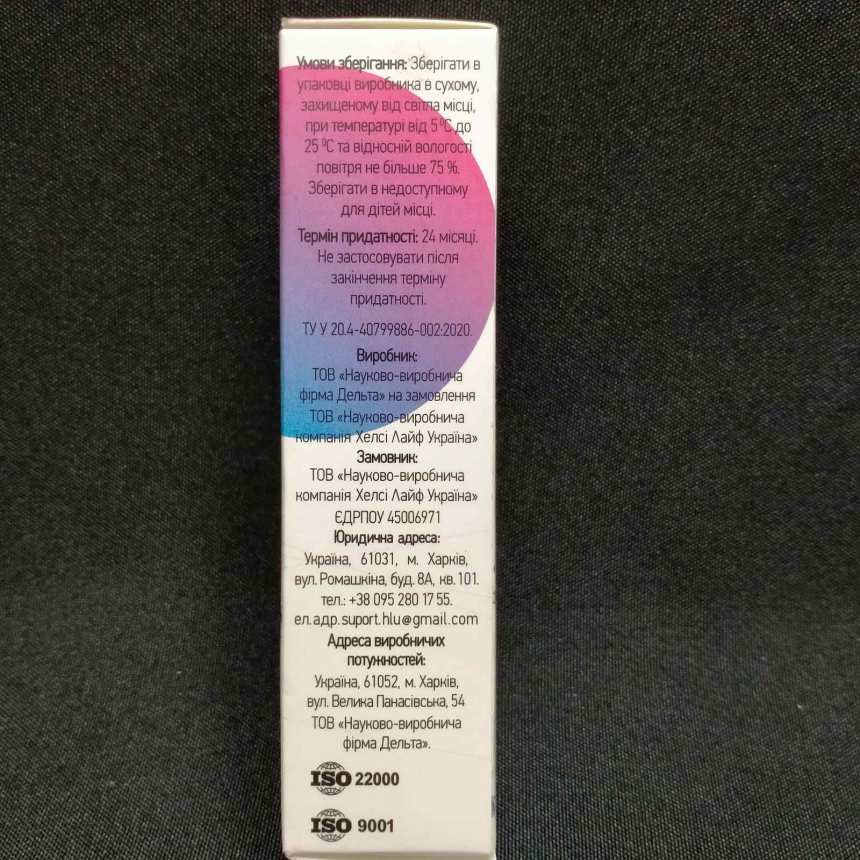 Умови зберігання: Зберігати в
упаковці виробника в сухому,
захищеному від світла місці,
при температурі від 5 ⁰С до
25 ⁰С та відносній вологості
повітря не більше 75 %.
Зберігати в недоступному
для дітей місці.
Термін придатності: 24 місяці.
Не застосовувати після
закінчення терміну
придатності.
ТУ У 20.4-40799886-002:2020.
Виробник:
ТОВ «Науково-виробнича
фірма Дельта» на замовлення
ТОВ «Науково-виробнича
компанія Хелсі Лайф Україна»
Замовник:
ТОВ «Науково-виробнича
компанія Хелсі Лайф Україна»
ЄДРПОУ 45006971
Юридична адреса:
Україна, 61031, м. Харків,
вул. Ромашкіна, буд. 8А, кв. 101.
тел.: +38 095 280 17 55.
ел.адр.suport.hlu@gmail.com
Адреса виробничих
потужностей:
Україна, 61052, м. Харків,
вул. Велика Панасівська, 54
ТОВ «Науково-виробнича
фірма Дельта».
ISO 22000
ISO 9001